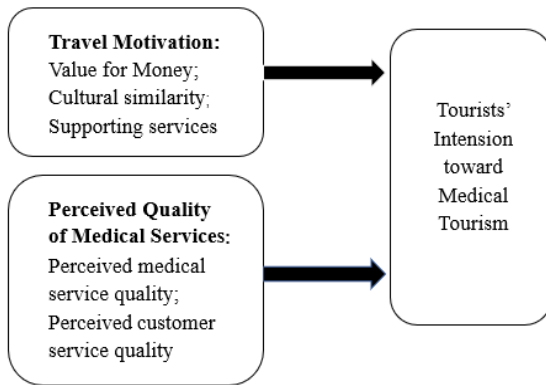 Travel Motivation:
Value for Money;
Cultural similarity;
Supporting services
Perceived Quality
of Medical Services:
Perceived medical
service quality;
Perceived customer
service quality
Tourists’
Intension
toward
Medical
Tourism